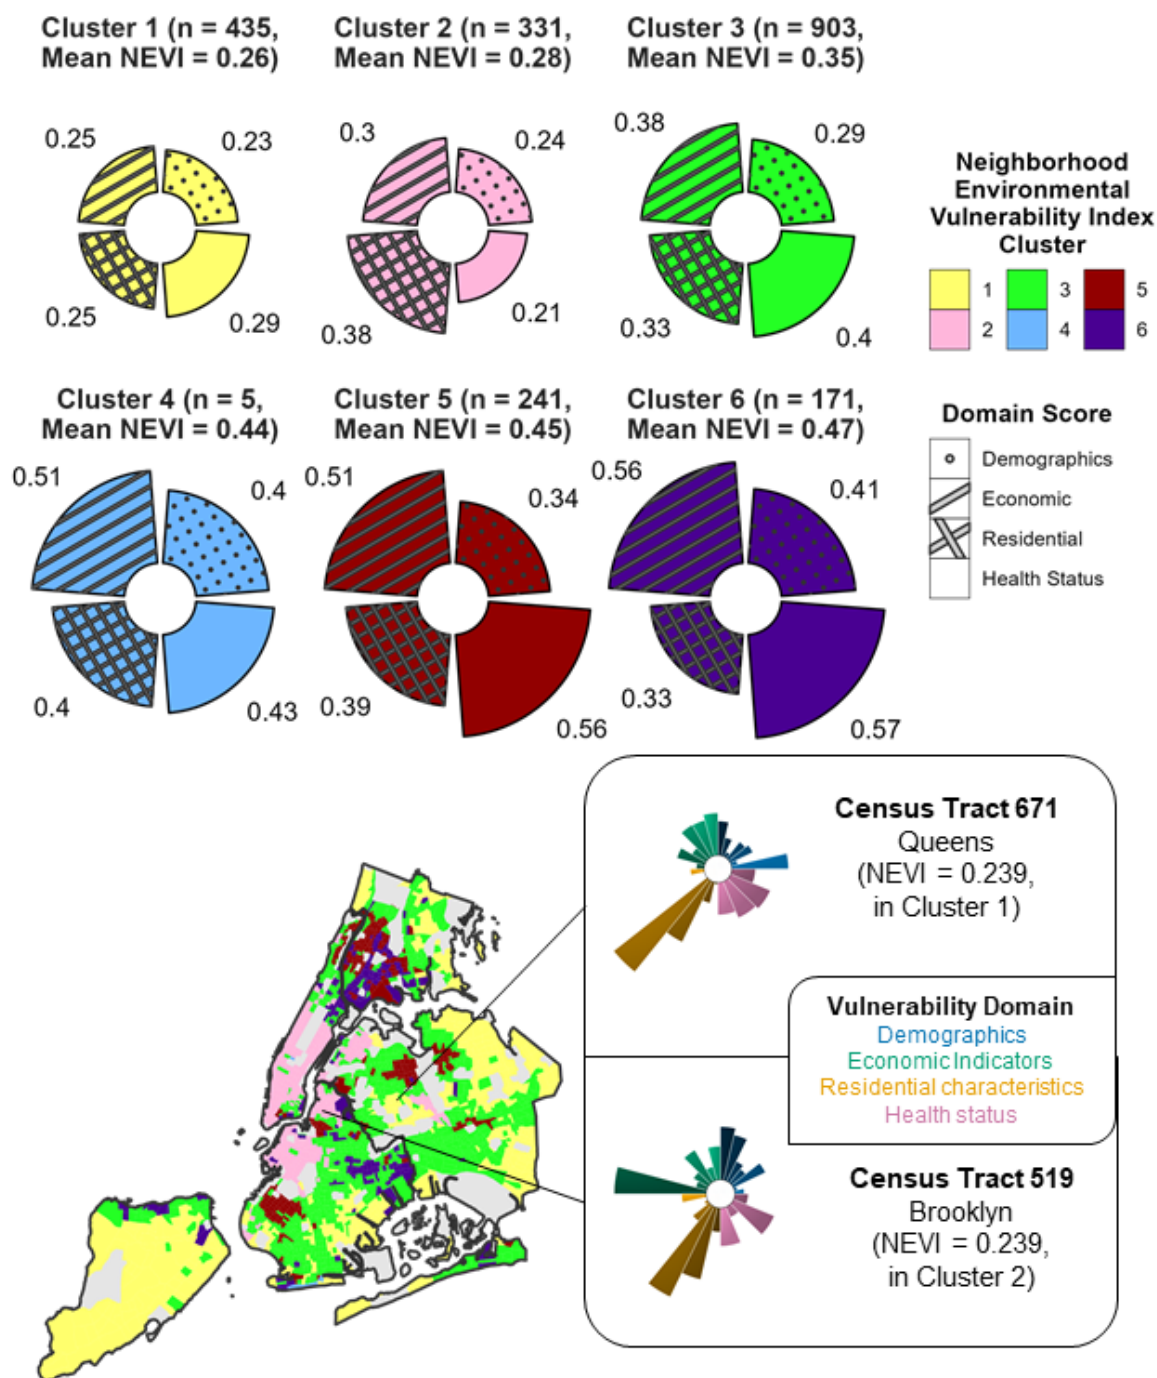 Cluster 1 (n = 435,
Mean NEVI = 0.26)
0.25
0.23
0.25
0.29
Cluster 2 (n = 331,
Mean NEVI = 0.28)
0.3
0.24
0.38
0.21
Cluster 3 (n = 903,
Mean NEVI = 0.35)
0.38
0.29
0.33
0.4
Neighborhood
Environmental
Vulnerability Index
Cluster
1
3
5
2
4
6
Cluster 4 (n = 5,
Mean NEVI = 0.44)
0.51
0.4
0.4
0.43
Cluster 5 (n = 241,
Mean NEVI = 0.45)
0.51
0.34
0.39
0.56
Cluster 6 (n = 171,
Mean NEVI = 0.47)
0.56
0.41
0.33
0.57
Domain Score
Demographics
Economic
Residential
Health Status
Census Tract 671
Queens
(NEVI = 0.239,
in Cluster 1)
Vulnerability Domain
Demographics
Economic Indicators
Residential characteristics
Health status
Census Tract 519
Brooklyn
(NEVI = 0.239,
in Cluster 2)